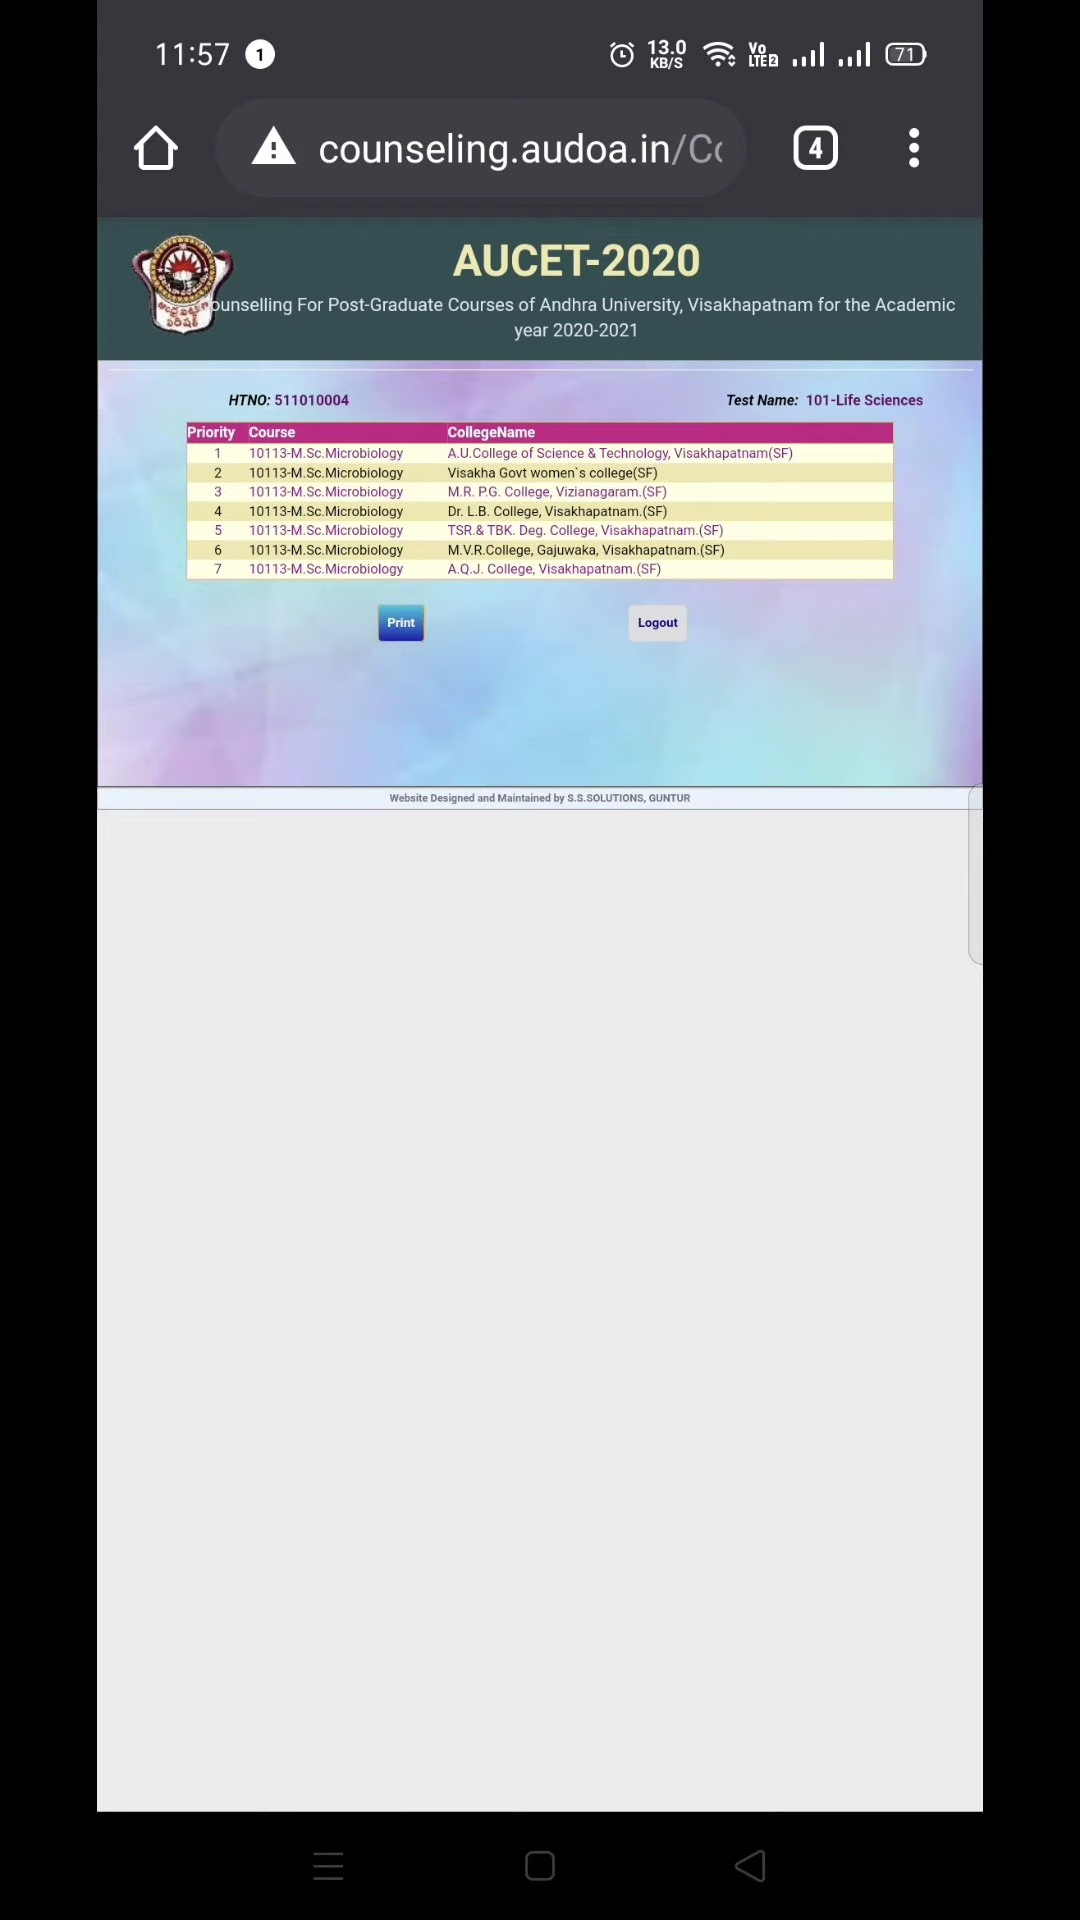 11:57 1 13.0 KB/S Vo LTE2 71
counseling.audoa.in/Co
4
AUCET-2020
ounselling For Post-Graduate Courses of Andhra University, Visakhapatnam for the Academic
year 2020-2021
HTNO: 511010004 Test Name: 101-Life Sciences
Priority Course CollegeName
1 10113-M.Sc.Microbiology A.U.College of Science & Technology, Visakhapatnam(SF)
2 10113-M.Sc.Microbiology Visakha Govt women`s college(SF)
3 10113-M.Sc.Microbiology M.R. P.G. College, Vizianagaram.(SF)
4 10113-M.Sc.Microbiology Dr. L.B. College, Visakhapatnam.(SF)
5 10113-M.Sc.Microbiology TSR.& TBK. Deg. College, Visakhapatnam.(SF)
6 10113-M.Sc.Microbiology M.V.R.College, Gajuwaka, Visakhapatnam.(SF)
7 10113-M.Sc.Microbiology A.Q.J. College, Visakhapatnam.(SF)
Print Logout
Website Designed and Maintained by S.S.SOLUTIONS, GUNTUR